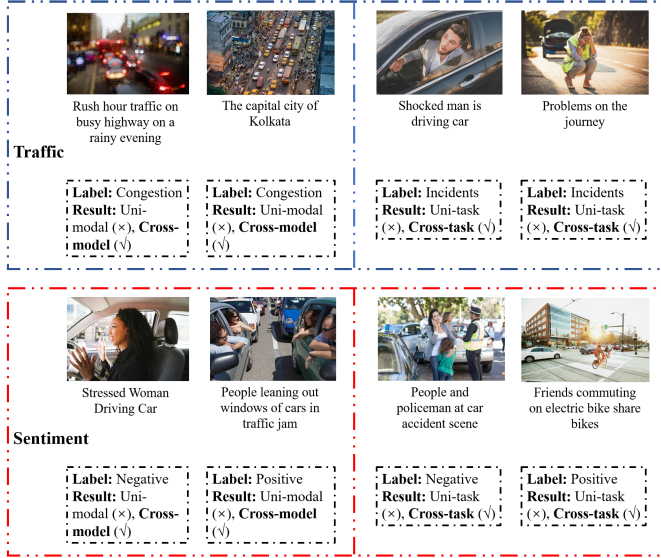 Rush hour traffic on
busy highway on a
rainy evening
The capital city of
Kolkata
Shocked man is
driving car
Problems on the
journey
Traffic
Label: Congestion
Result: Uni-
modal (×), Cross-
model (√)
Label: Congestion
Result: Uni-modal
(×), Cross-model
(√)
Label: Incidents
Result: Uni-task
(×), Cross-task (√)
Label: Incidents
Result: Uni-task
(×), Cross-task (√)
Stressed Woman
Driving Car
People leaning out
windows of cars in
traffic jam
People and
policeman at car
accident scene
Friends commuting
on electric bike share
bikes
Sentiment
Label: Negative
Result: Uni-
modal (×), Cross-
model (√)
Label: Positive
Result: Uni-modal
(×), Cross-model
(√)
Label: Negative
Result: Uni-task
(×), Cross-task (√)
Label: Positive
Result: Uni-task
(×), Cross-task (√)